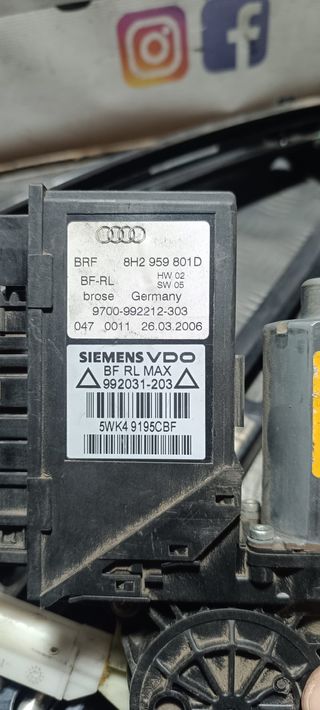 BRF 8H2 959 801D
BF-RL HW 02
SW 05
brose Germany
9700-992212-303
047 0011 26.03.2006
SIEMENS VDO
BF RL MAX
992031-203
5WK4 9195CBF